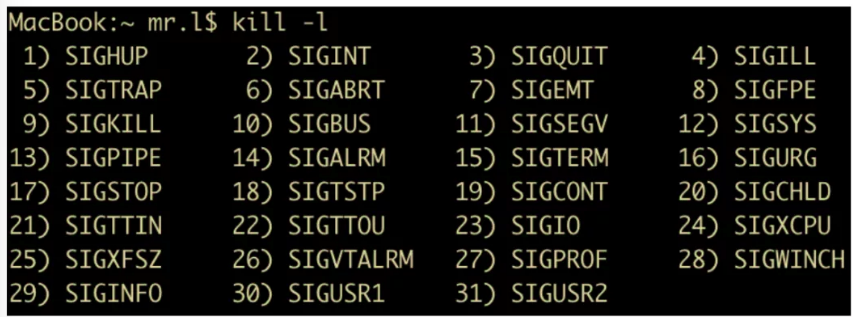 MacBook:~ mr.l$ kill -l
1) SIGHUP 2) SIGINT 3) SIGQUIT 4) SIGILL
5) SIGTRAP 6) SIGABRT 7) SIGEMT 8) SIGFPE
9) SIGKILL 10) SIGBUS 11) SIGSEGV 12) SIGSYS
13) SIGPIPE 14) SIGALRM 15) SIGTERM 16) SIGURG
17) SIGSTOP 18) SIGTSTP 19) SIGCONT 20) SIGCHLD
21) SIGTTIN 22) SIGTTOU 23) SIGIO 24) SIGXCPU
25) SIGXFSZ 26) SIGVTALRM 27) SIGPROF 28) SIGWINCH
29) SIGINFO 30) SIGUSR1 31) SIGUSR2